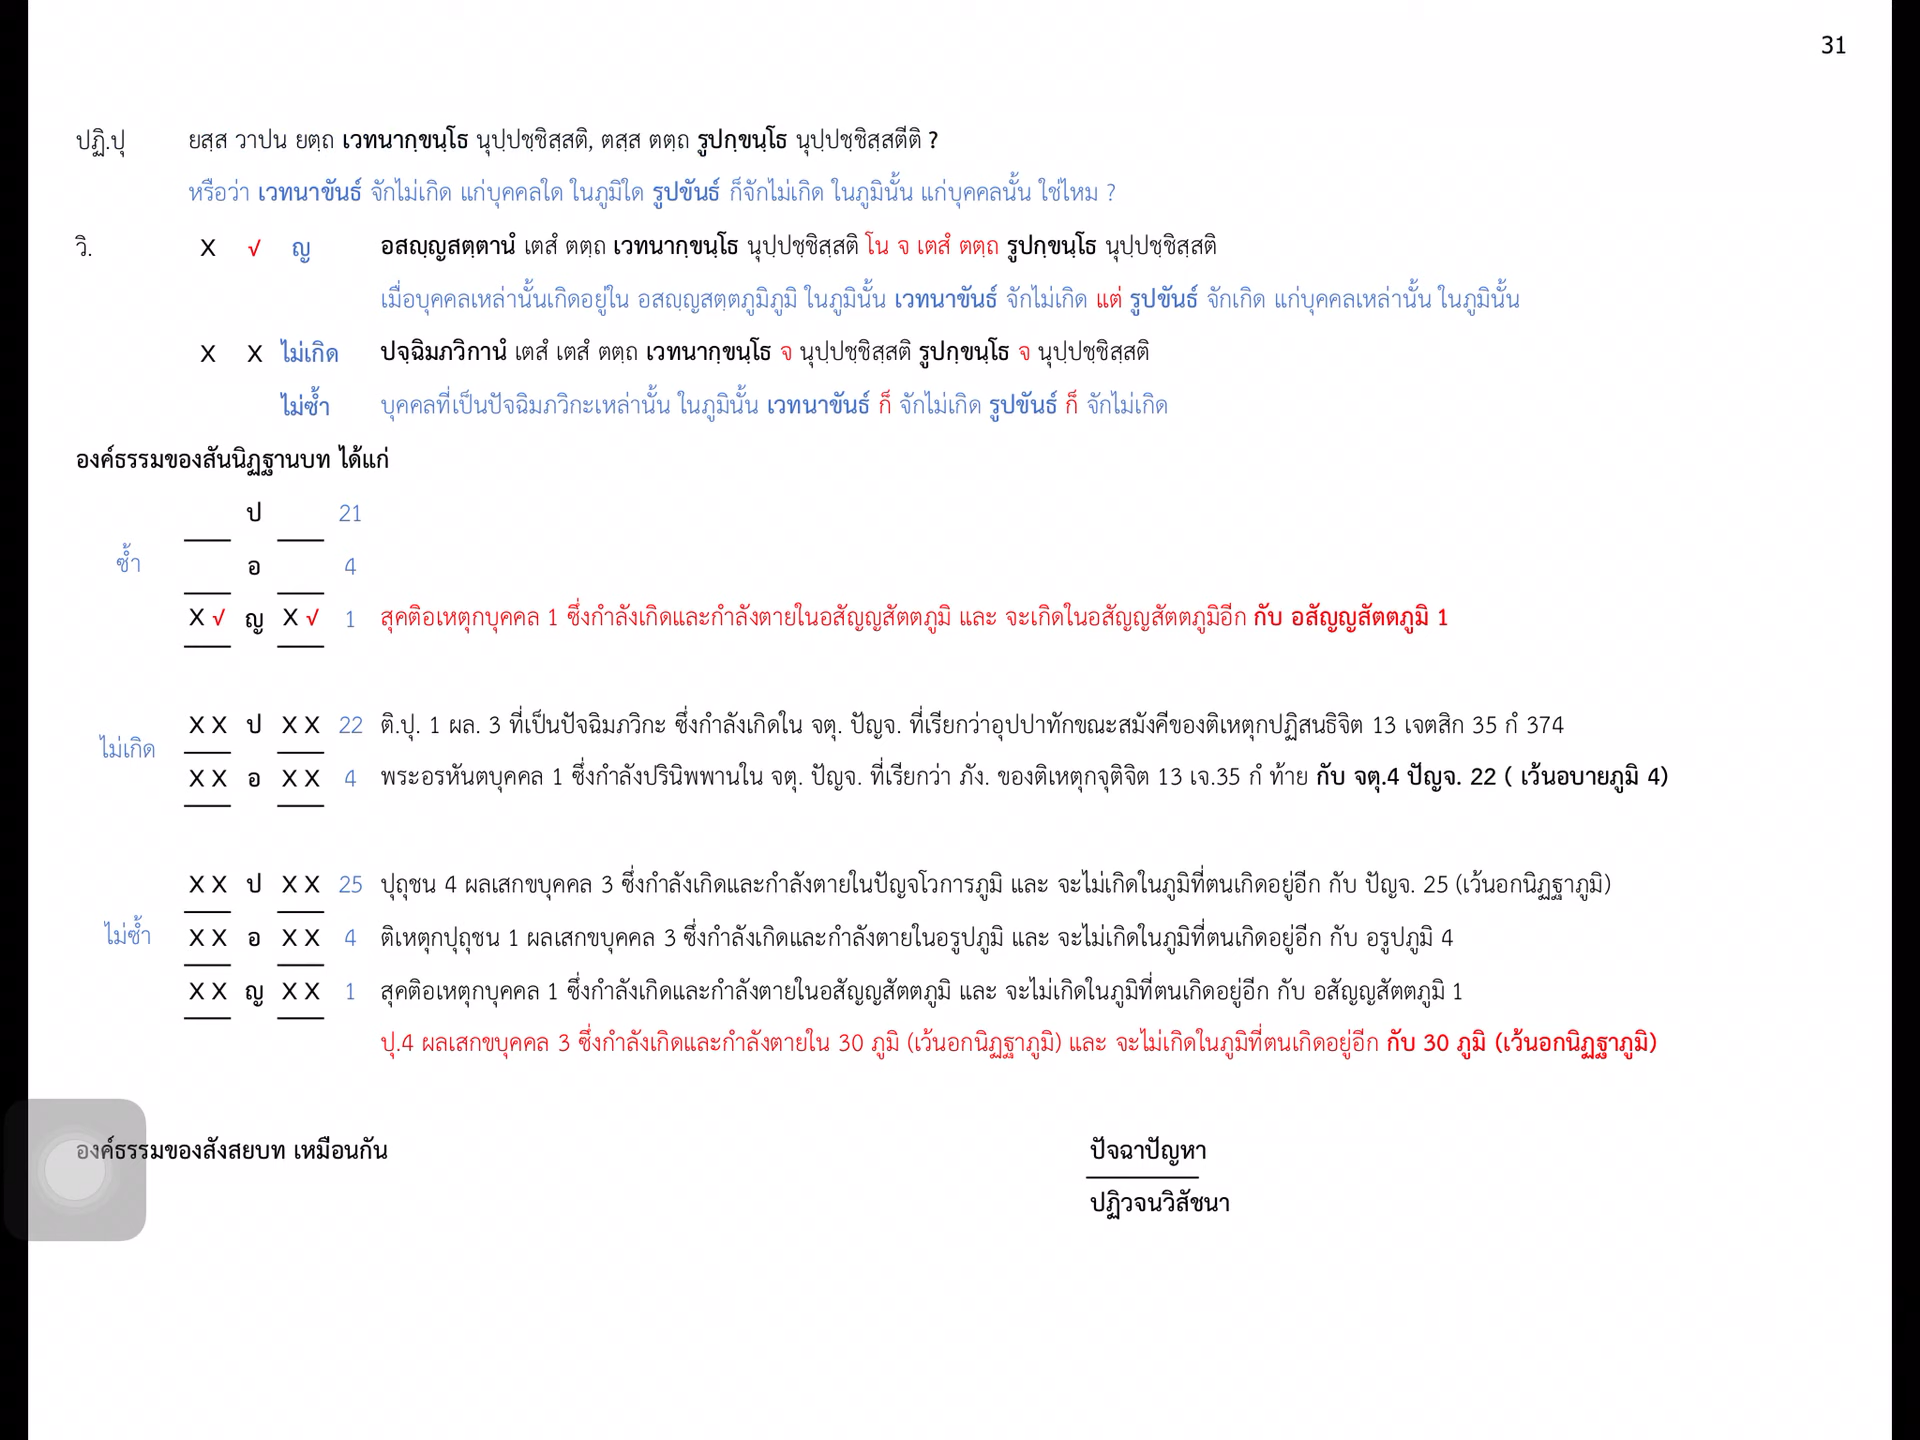 31
ปฏิ.ปุ ยสฺส วาปน ยตฺถ เวทนากฺขนฺโธ นุปฺปชฺชิสฺสติ, ตสฺส ตตฺถ รูปกฺขนฺโธ นุปฺปชฺชิสฺสตีติ ?
หรือว่า เวทนาขันธ์ จักไม่เกิด แก่บุคคลใด ในภูมิใด รูปขันธ์ ก็จักไม่เกิด ในภูมินั้น แก่บุคคลนั้น ใช่ไหม ?
วิ. X √ ญ อสญฺญสตฺตานํ เตสํ ตตฺถ เวทนากฺขนฺโธ นุปฺปชฺชิสฺสติ โน จ เตสํ ตตฺถ รูปกฺขนฺโธ นุปฺปชฺชิสฺสติ
เมื่อบุคคลเหล่านั้นเกิดอยู่ใน อสญฺญสตฺตภูมิภูมิ ในภูมินั้น เวทนาขันธ์ จักไม่เกิด แต่ รูปขันธ์ จักเกิด แก่บุคคลเหล่านั้น ในภูมินั้น
X X ไม่เกิด ปจฺฉิมภวิกานํ เตสํ เตสํ ตตฺถ เวทนากฺขนฺโธ จ นุปฺปชฺชิสฺสติ รูปกฺขนฺโธ จ นุปฺปชฺชิสฺสติ
ไม่ซ้ำ บุคคลที่เป็นปัจฉิมภวิกะเหล่านั้น ในภูมินั้น เวทนาขันธ์ ก็ จักไม่เกิด รูปขันธ์ ก็ จักไม่เกิด
องค์ธรรมของสันนิฏฐานบท ได้แก่
ป 21
ซ้ำ อ 4
X √ ญ X √ 1 สุคติอเหตุกบุคคล 1 ซึ่งกำลังเกิดและกำลังตายในอสัญญสัตตภูมิ และ จะเกิดในอสัญญสัตตภูมิอีก กับ อสัญญสัตตภูมิ 1
X X ป X X 22 ติ.ปุ. 1 ผล. 3 ที่เป็นปัจฉิมภวิกะ ซึ่งกำลังเกิดใน จตุ. ปัญจ. ที่เรียกว่าอุปปาทักขณะสมังคีของติเหตุกปฏิสนธิจิต 13 เจตสิก 35 กํ 374
ไม่เกิด X X อ X X 4 พระอรหันตบุคคล 1 ซึ่งกำลังปรินิพพานใน จตุ. ปัญจ. ที่เรียกว่า ภัง. ของติเหตุกจุติจิต 13 เจ.35 กํ ท้าย กับ จตุ.4 ปัญจ. 22 ( เว้นอบายภูมิ 4)
X X ป X X 25 ปุถุชน 4 ผลเสกขบุคคล 3 ซึ่งกำลังเกิดและกำลังตายในปัญจโวการภูมิ และ จะไม่เกิดในภูมิที่ตนเกิดอยู่อีก กับ ปัญจ. 25 (เว้นอกนิฏฐาภูมิ)
ไม่ซ้ำ X X อ X X 4 ติเหตุกปุถุชน 1 ผลเสกขบุคคล 3 ซึ่งกำลังเกิดและกำลังตายในอรูปภูมิ และ จะไม่เกิดในภูมิที่ตนเกิดอยู่อีก กับ อรูปภูมิ 4
X X ญ X X 1 สุคติอเหตุกบุคคล 1 ซึ่งกำลังเกิดและกำลังตายในอสัญญสัตตภูมิ และ จะไม่เกิดในภูมิที่ตนเกิดอยู่อีก กับ อสัญญสัตตภูมิ 1
ปุ.4 ผลเสกขบุคคล 3 ซึ่งกำลังเกิดและกำลังตายใน 30 ภูมิ (เว้นอกนิฏฐาภูมิ) และ จะไม่เกิดในภูมิที่ตนเกิดอยู่อีก กับ 30 ภูมิ (เว้นอกนิฏฐาภูมิ)
องค์ธรรมของสังสยบท เหมือนกัน ปัจฉาปัญหา
ปฏิวจนวิสัชนา